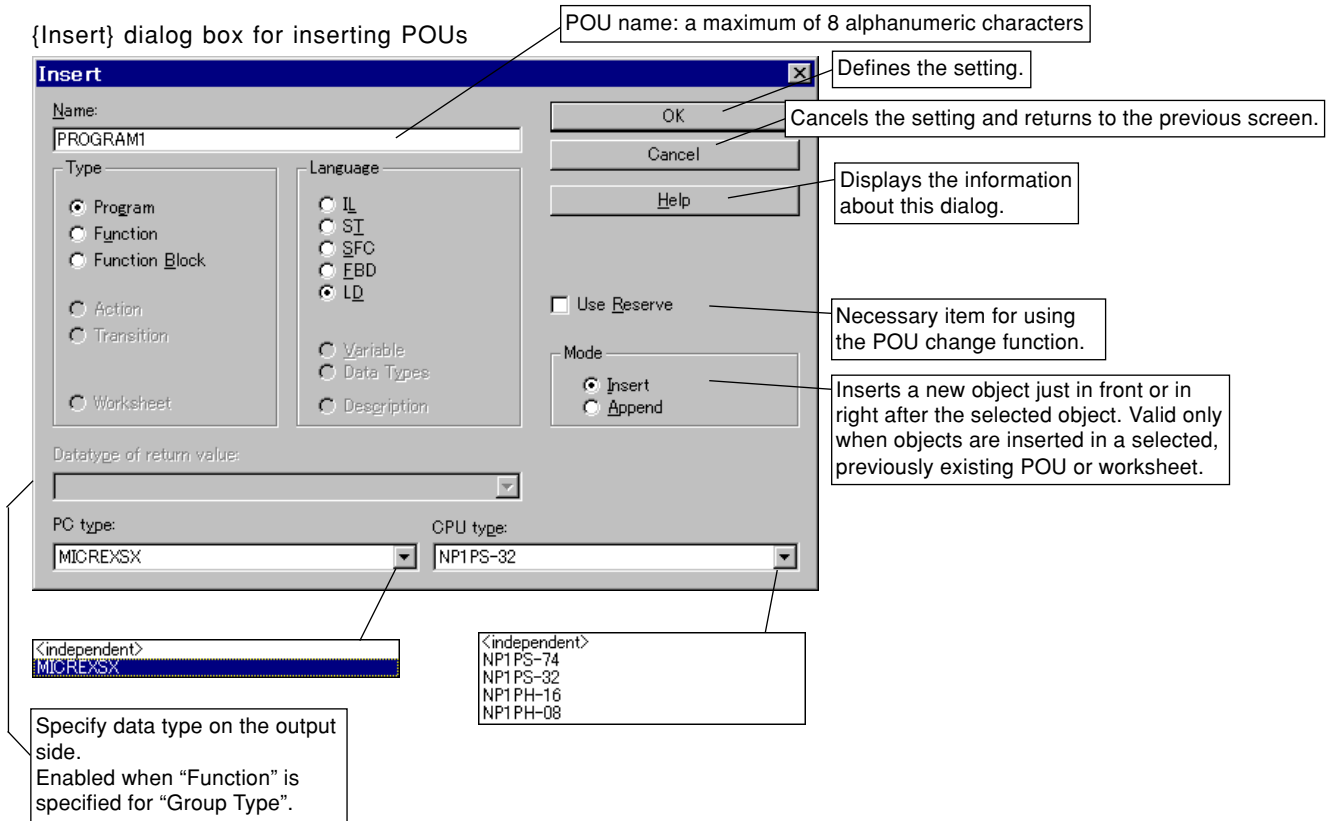 POU name: a maximum of 8 alphanumeric characters
{Insert} dialog box for inserting POUs
Insert
Defines the setting.
Name:
OK
Cancels the setting and returns to the previous screen.
PROGRAM1
Cancel
Type
Language
Displays the information
about this dialog.
Help
Program
Function
Function Block
Action
Transition
Worksheet
IL
ST
SFC
FBD
LD
Variable
Data Types
Description
Use Reserve
Necessary item for using
the POU change function.
Mode
Insert
Append
Inserts a new object just in front or in
right after the selected object. Valid only
when objects are inserted in a selected,
previously existing POU or worksheet.
Datatype of return value:
PC type:
CPU type:
MICREXSX
NP1PS-32
<independent>
MICREXSX
<independent>
NP1PS-74
NP1PS-32
NP1PH-16
NP1PH-08
Specify data type on the output
side.
Enabled when “Function” is
specified for “Group Type”.